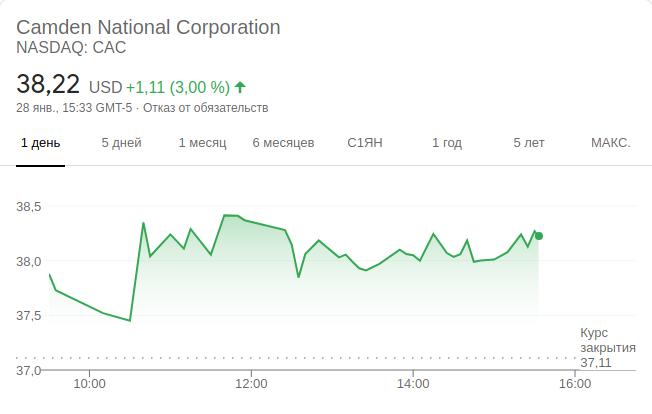 Camden National Corporation
NASDAQ: CAC
38,22 USD +1,11 (3,00 %)
28 янв., 15:33 GMT-5 · Отказ от обязательств
1 день 5 дней 1 месяц 6 месяцев С1ЯН 1 год 5 лет МАКС.
38,5
38,0
37,5
Курс
закрытия
37,11
37,0
10:00 12:00 14:00 16:00